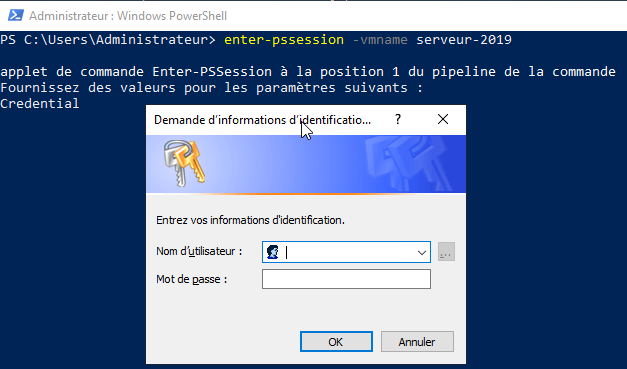 Administrateur : Windows PowerShell
PS C:\Users\Administrateur> enter-pssession -vmname serveur-2019
applet de commande Enter-PSSession à la position 1 du pipeline de la commande
Fournissez des valeurs pour les paramètres suivants :
Credential
Demande d'informations d'identificatio... ?
Entrez vos informations d'identification.
Nom d'utilisateur :
...
Mot de passe :
OK Annuler